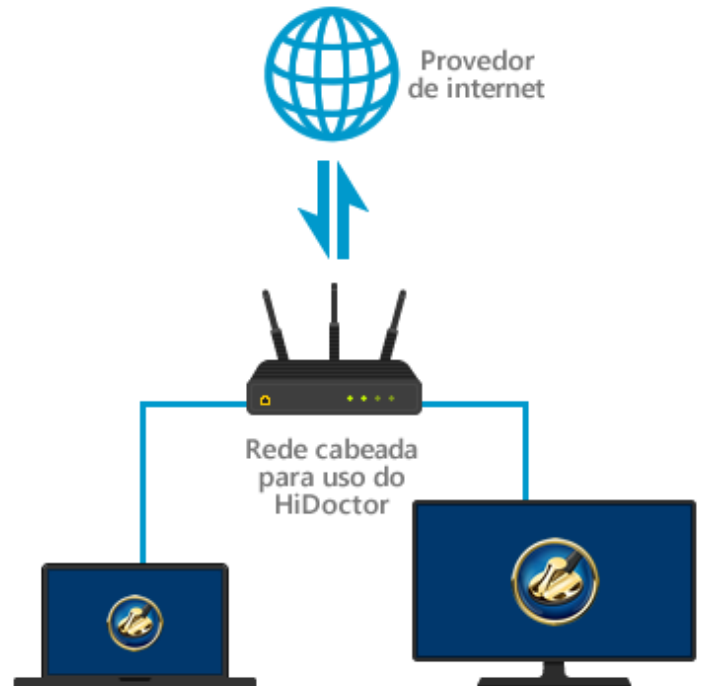 Provedor
de internet
Rede cabeada
para uso do
HiDoctor